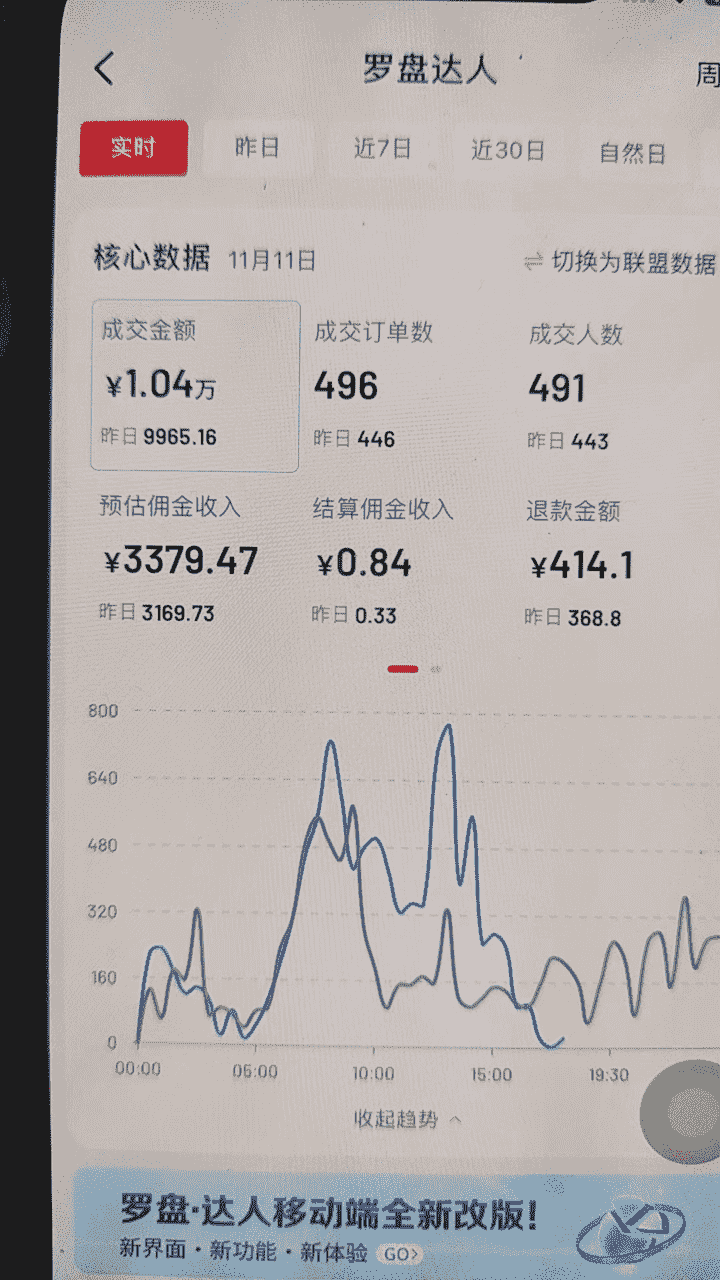 罗盘达人
周
实时 昨日 近7日 近30日 自然日
核心数据 11月11日 切换为联盟数据
成交金额 成交订单数 成交人数
¥1.04万 496 491
昨日 9965.16 昨日 446 昨日 443
预估佣金收入 结算佣金收入 退款金额
¥3379.47 ¥0.84 ¥414.1
昨日 3169.73 昨日 0.33 昨日 368.8
800
640
480
320
160
0
00:00 05:00 10:00 15:00 19:30
收起趋势
罗盘·达人移动端全新改版!
新界面·新功能·新体验 GO>